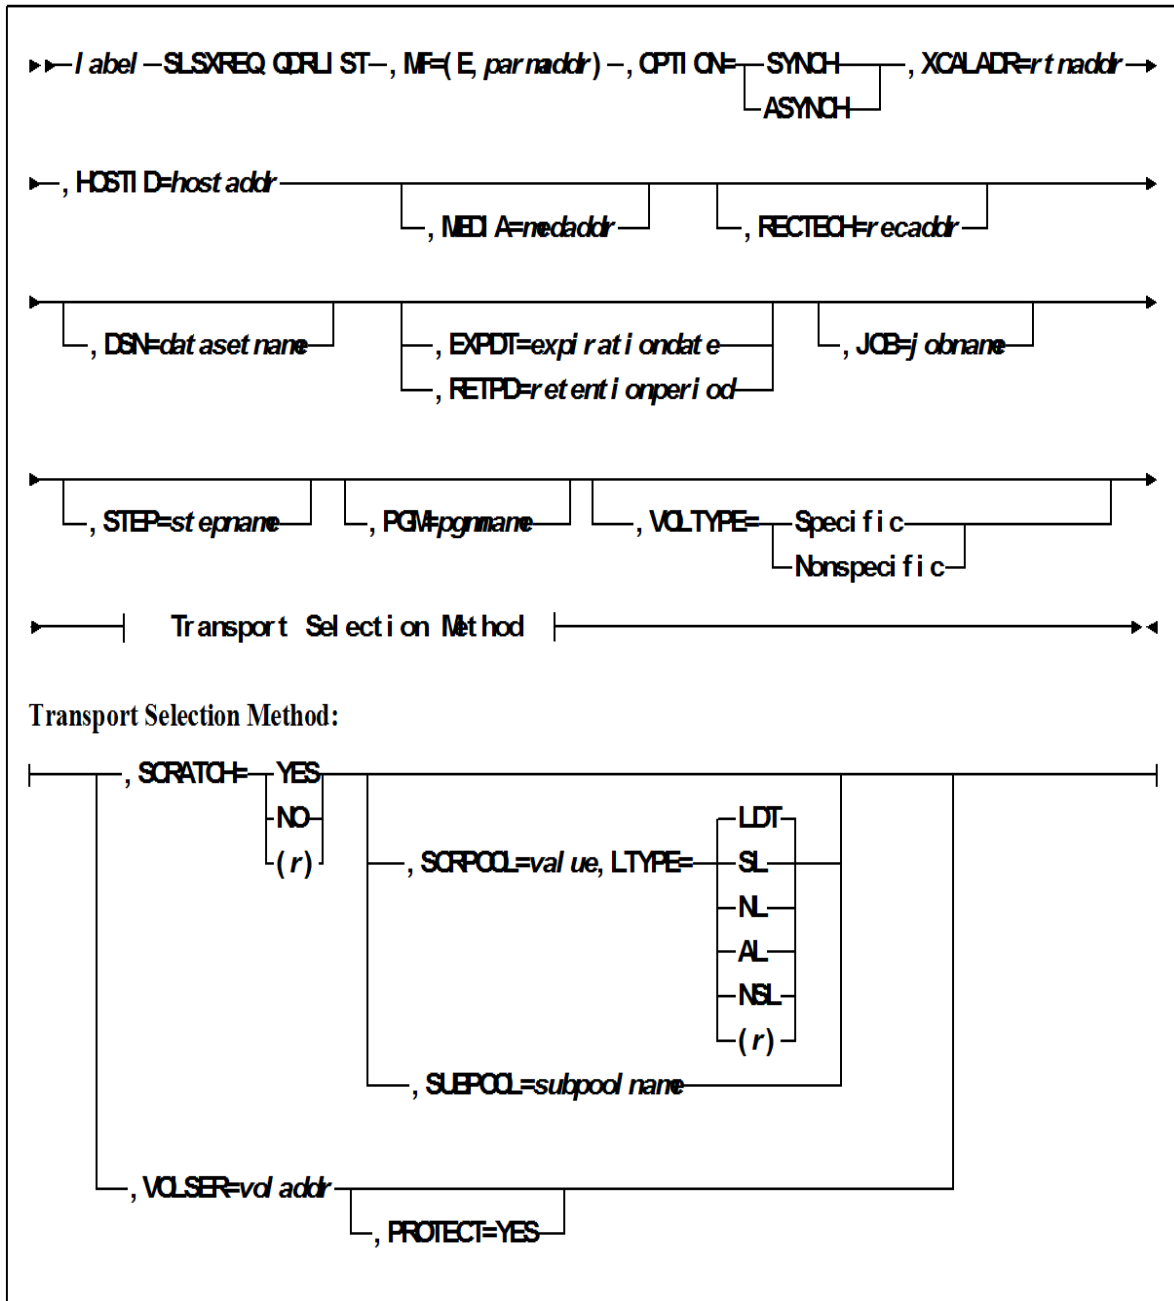 label SLSXREQ QDRLIST , MF=(E,parmaddr) , OPTION= SYNCH , XCALADR=rtnaddr
ASYNCH
, HOSTID=hostaddr
, MEDIA=medaddr , RECTECH=recaddr
, DSN=datasetname , EXPDT=expirationdate , JOB=jobname
, RETPD=retentionperiod
, STEP=stepname , PGM=pgmname , VOLTYPE= Specific
Nonspecific
Transport Selection Method
Transport Selection Method:
, SCRATCH= YES
NO
(r)
LDT
, SCRPOOL=value, LTYPE= SL
NL
AL
NSL
(r)
, SUBPOOL=subpool name
, VOLSER=voladdr
, PROTECT=YES